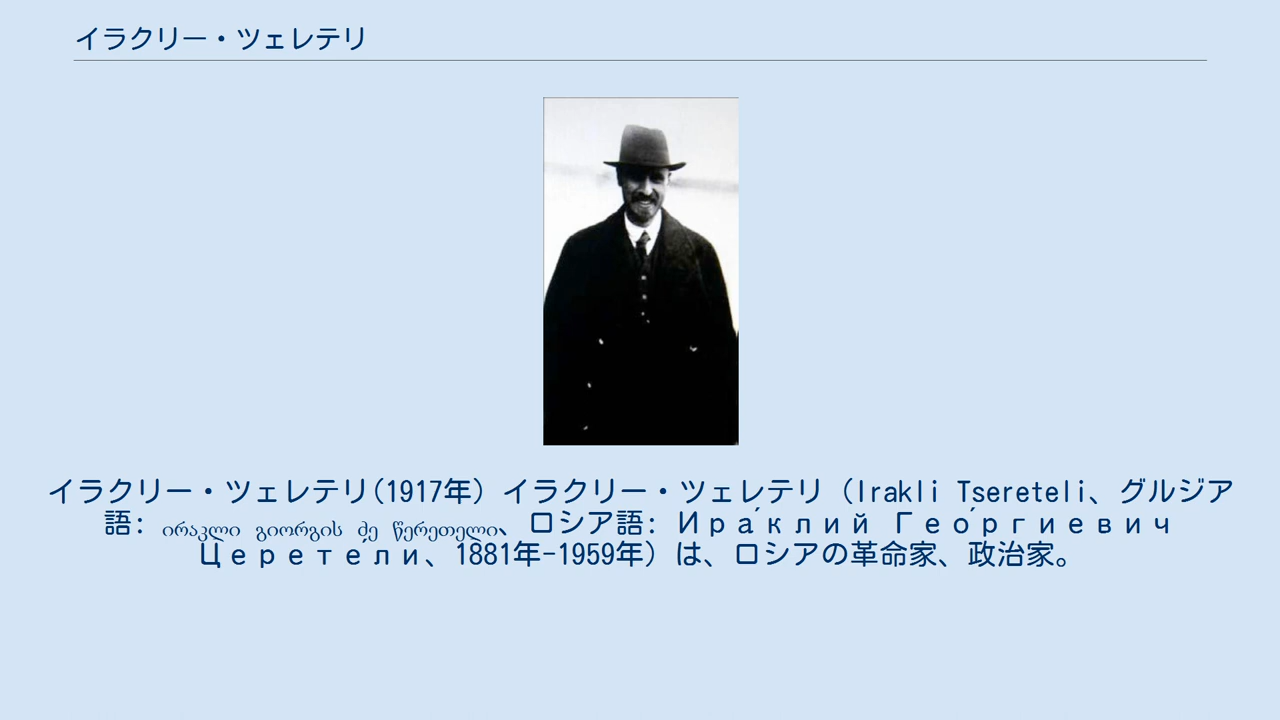 イラクリー・ツェレテリ
イラクリー・ツェレテリ(1917年) イラクリー・ツェレテリ（Irakli Tsereteli、グルジア
語: ირაკლი გიორგის ძე წერეთელი、ロシア語: Ира́клий Гео́ргиевич
Церетели、1881年-1959年）は、ロシアの革命家、政治家。